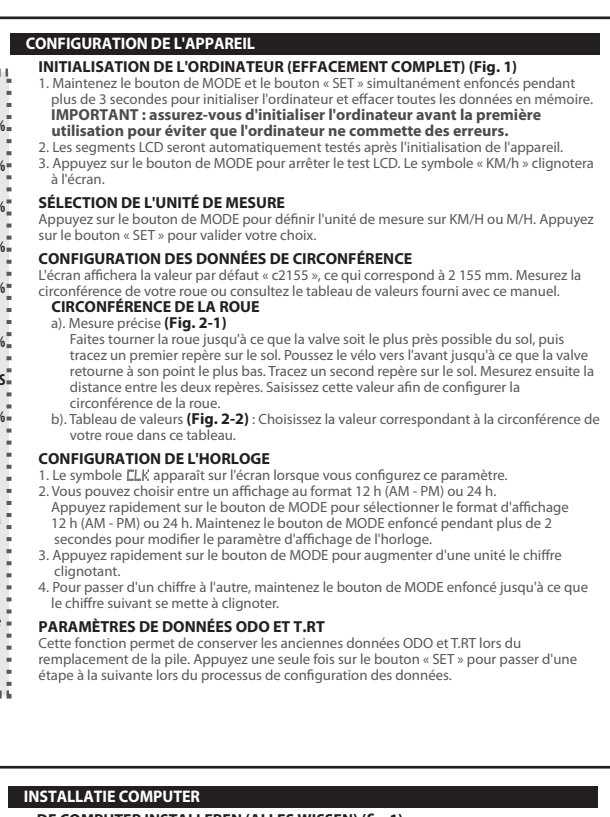 CONFIGURATION DE L'APPAREIL
INITIALISATION DE L'ORDINATEUR (EFFACEMENT COMPLET) (Fig. 1)
1. Maintenez le bouton de MODE et le bouton « SET » simultanément enfoncés pendant
plus de 3 secondes pour initialiser l'ordinateur et effacer toutes les données en mémoire.
IMPORTANT : assurez-vous d'initialiser l'ordinateur avant la première
utilisation pour éviter que l'ordinateur ne commette des erreurs.
2. Les segments LCD seront automatiquement testés après l'initialisation de l'appareil.
3. Appuyez sur le bouton de MODE pour arrêter le test LCD. Le symbole « KM/h » clignotera
à l'écran.
SÉLECTION DE L'UNITÉ DE MESURE
Appuyez sur le bouton de MODE pour définir l'unité de mesure sur KM/H ou M/H. Appuyez
sur le bouton « SET » pour valider votre choix.
CONFIGURATION DES DONNÉES DE CIRCONFÉRENCE
L'écran affichera la valeur par défaut « c2155 », ce qui correspond à 2 155 mm. Mesurez la
circonférence de votre roue ou consultez le tableau de valeurs fourni avec ce manuel.
CIRCONFÉRENCE DE LA ROUE
a). Mesure précise (Fig. 2-1)
Faites tourner la roue jusqu'à ce que la valve soit le plus près possible du sol, puis
tracez un premier repère sur le sol. Poussez le vélo vers l'avant jusqu'à ce que la valve
retourne à son point le plus bas. Tracez un second repère sur le sol. Mesurez ensuite la
distance entre les deux repères. Saisissez cette valeur afin de configurer la
circonférence de la roue.
b). Tableau de valeurs (Fig. 2-2) : Choisissez la valeur correspondant à la circonférence de
votre roue dans ce tableau.
CONFIGURATION DE L'HORLOGE
1. Le symbole CLK apparaît sur l'écran lorsque vous configurez ce paramètre.
2. Vous pouvez choisir entre un affichage au format 12 h (AM - PM) ou 24 h.
Appuyez rapidement sur le bouton de MODE pour sélectionner le format d'affichage
12 h (AM - PM) ou 24 h. Maintenez le bouton de MODE enfoncé pendant plus de 2
secondes pour modifier le paramètre d'affichage de l'horloge.
3. Appuyez rapidement sur le bouton de MODE pour augmenter d'une unité le chiffre
clignotant.
4. Pour passer d'un chiffre à l'autre, maintenez le bouton de MODE enfoncé jusqu'à ce que
le chiffre suivant se mette à clignoter.
PARAMÈTRES DE DONNÉES ODO ET T.RT
Cette fonction permet de conserver les anciennes données ODO et T.RT lors du
remplacement de la pile. Appuyez une seule fois sur le bouton « SET » pour passer d'une
étape à la suivante lors du processus de configuration des données.
INSTALLATIE COMPUTER
DE COMPUTER INSTALLEREN (ALLES WISSEN)